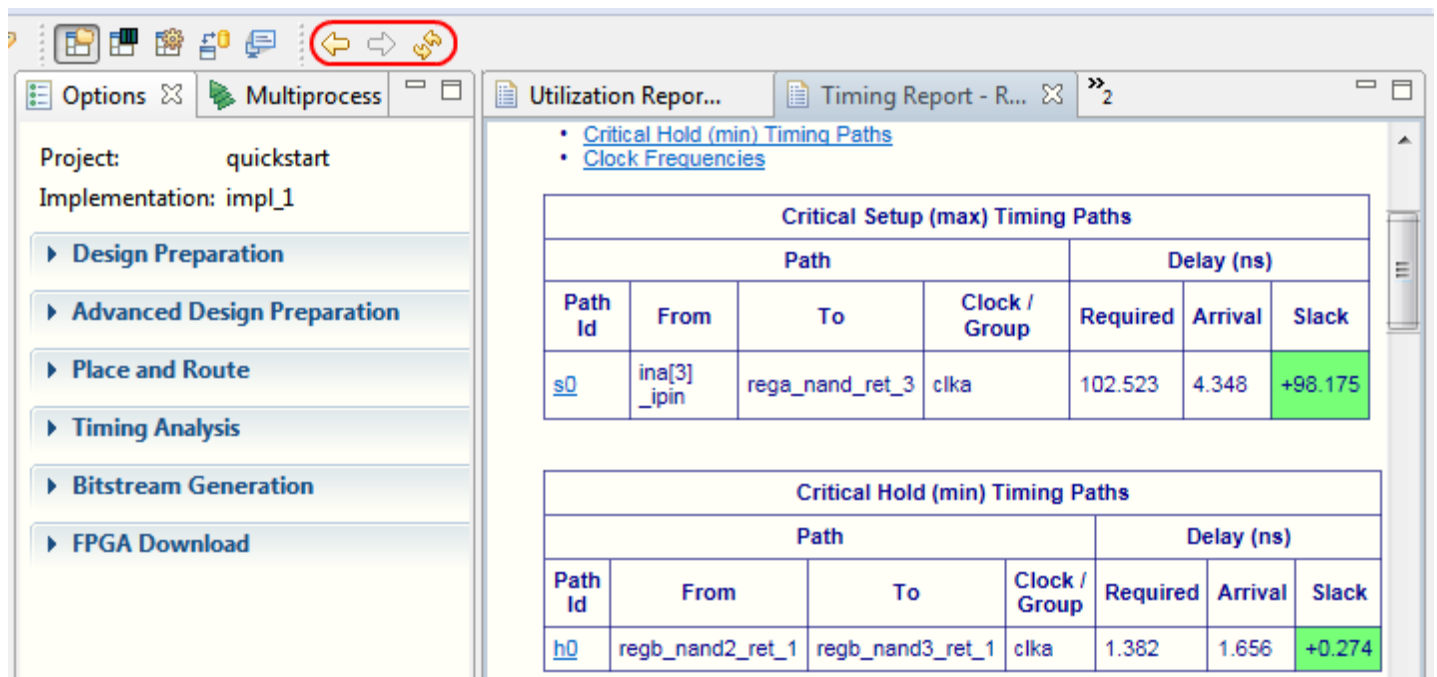 Options
Multiprocess
Utilization Repor...
Timing Report - R...
»2
Project: quickstart
Implementation: impl_1
Design Preparation
Advanced Design Preparation
Place and Route
Timing Analysis
Bitstream Generation
FPGA Download
• Critical Hold (min) Timing Paths
• Clock Frequencies
Critical Setup (max) Timing Paths
Path Delay (ns)
Path Id From To Clock / Group Required Arrival Slack
s0 ina[3]_ipin rega_nand_ret_3 clka 102.523 4.348 +98.175
Critical Hold (min) Timing Paths
Path Delay (ns)
Path Id From To Clock / Group Required Arrival Slack
h0 regb_nand2_ret_1 regb_nand3_ret_1 clka 1.382 1.656 +0.274